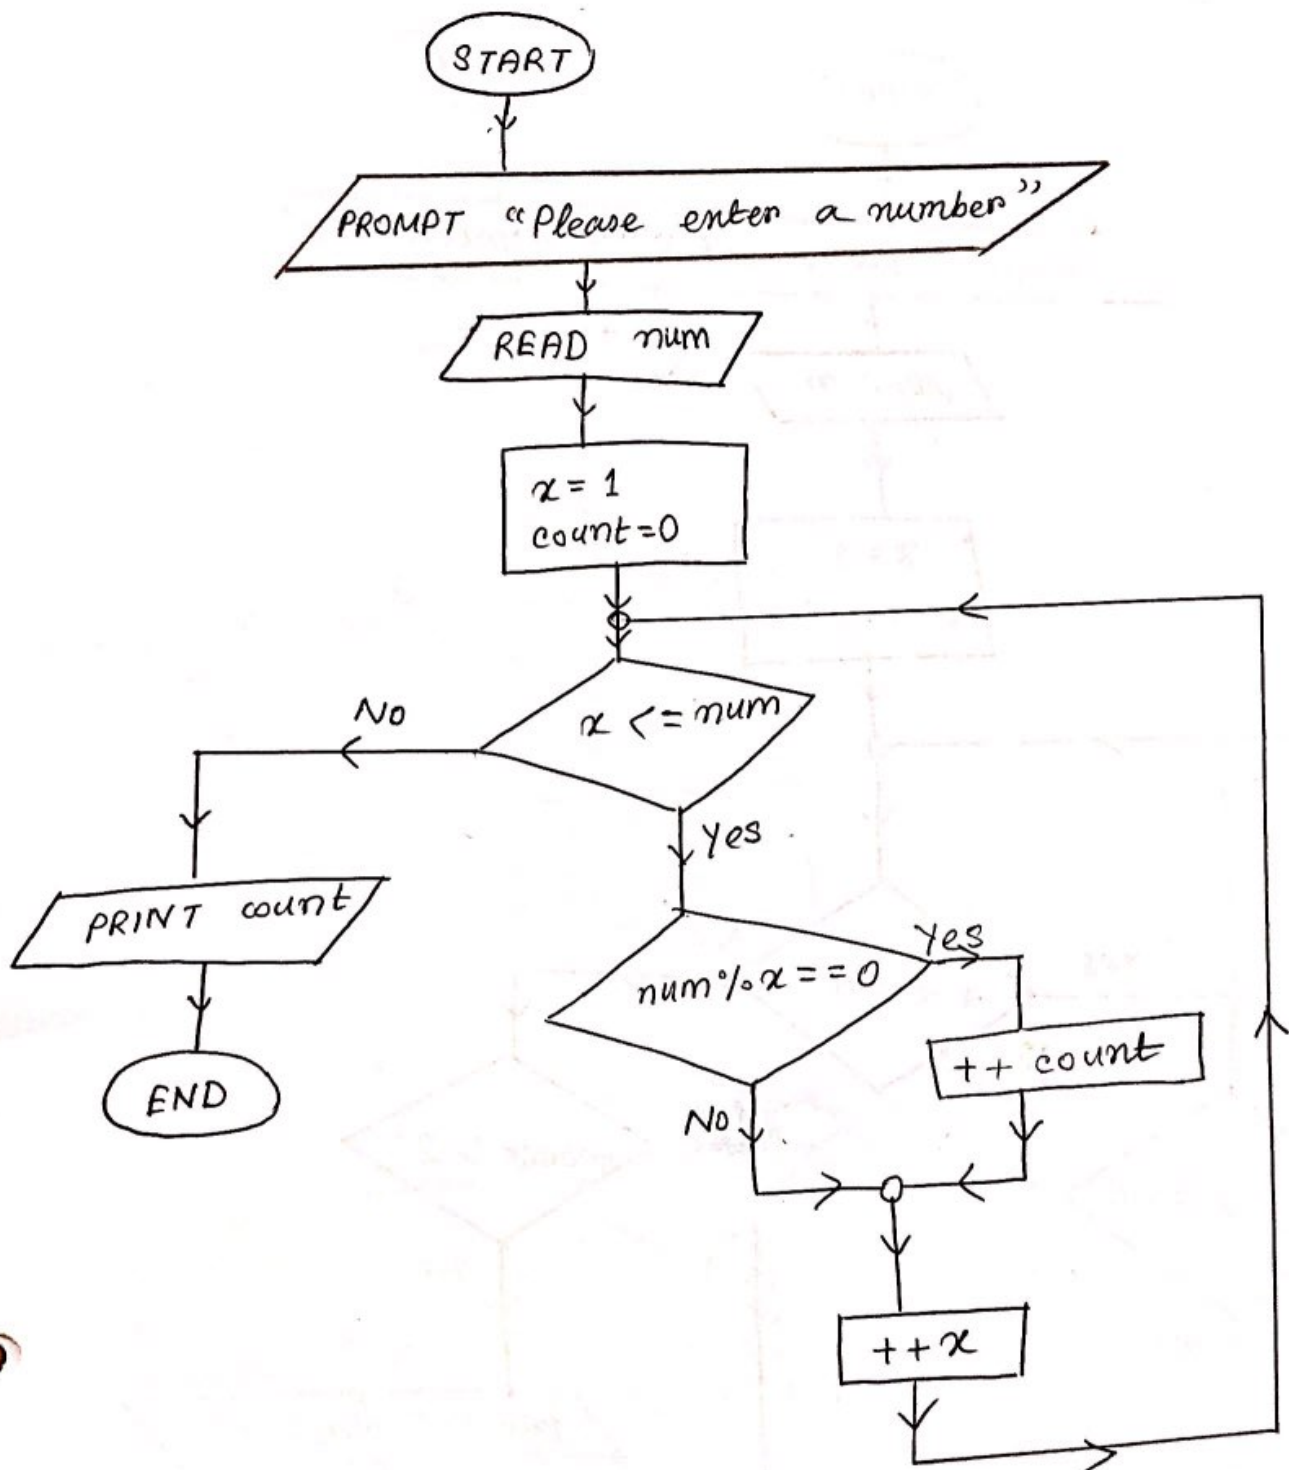 START
PROMPT “Please enter a number”
READ num
x = 1
count=0
x <= num
No
Yes
PRINT count
num%x==0
Yes
++ count
END
No
++x